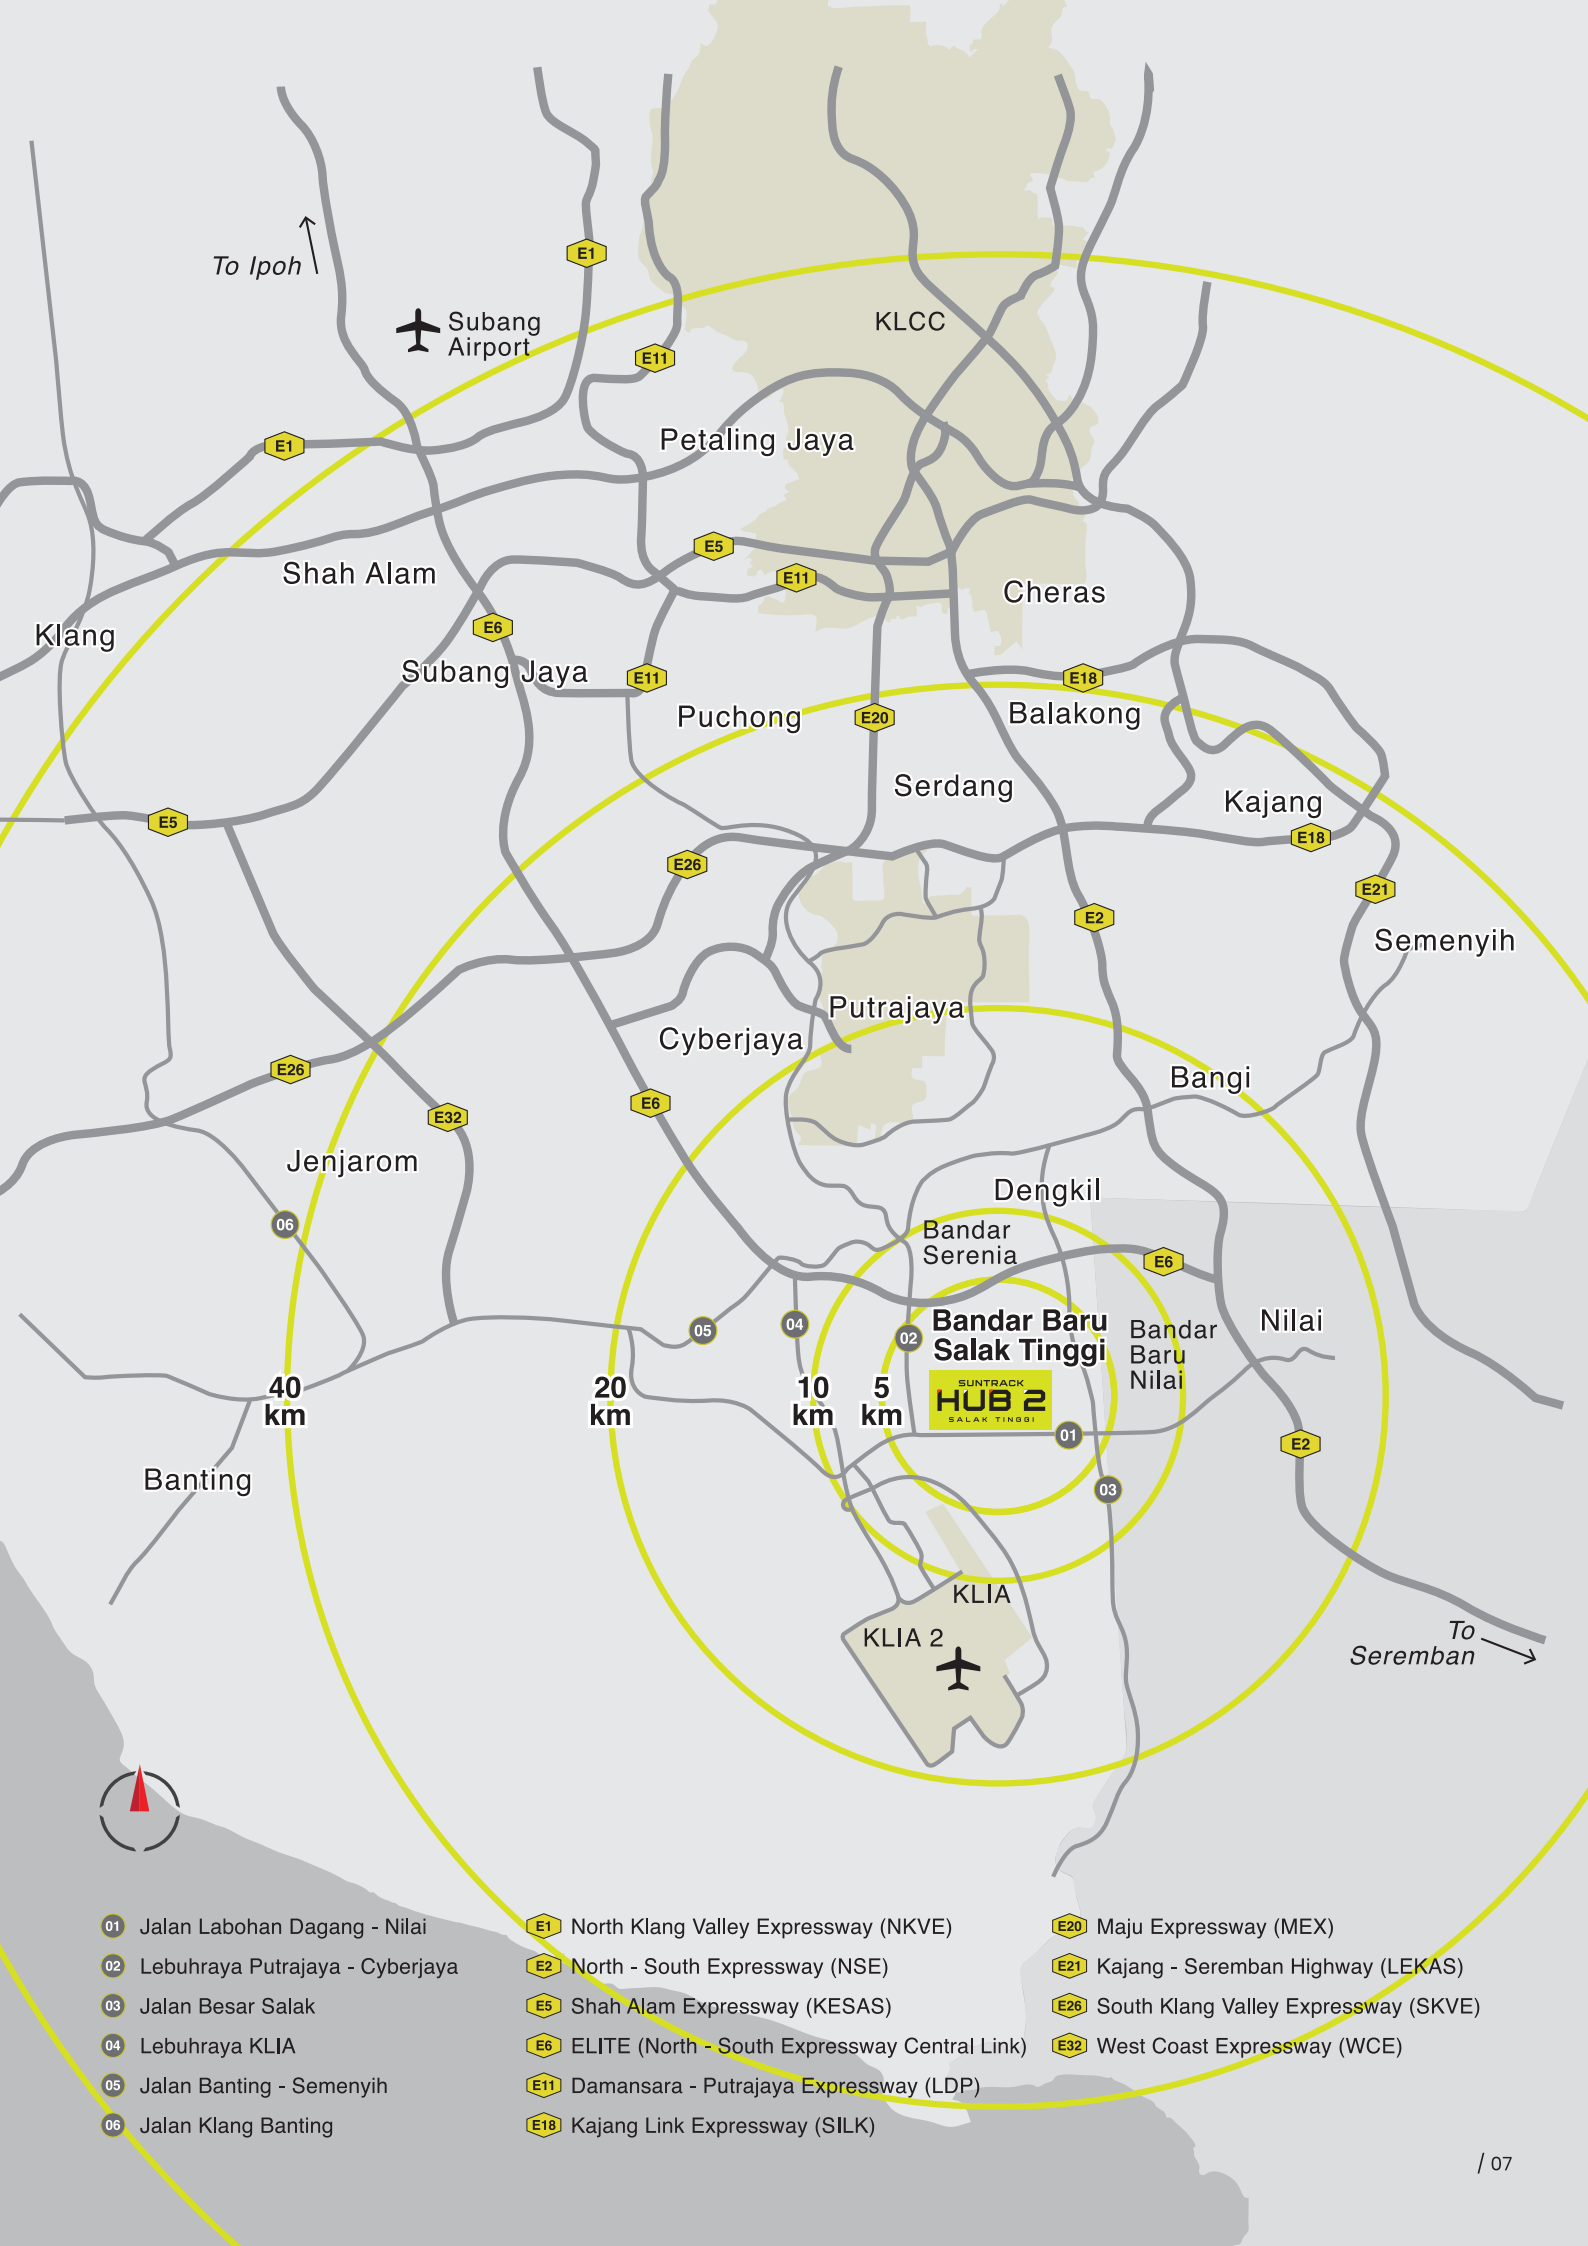 To Ipoh
E1
Subang
Airport
KLCC
E11
E1
Petaling Jaya
E5
E11
Shah Alam
Cheras
Klang
E6
Subang Jaya
E11
E18
Puchong
E20
Balakong
Serdang
Kajang
E5
E18
E26
E21
E2
Semenyih
Putrajaya
Cyberjaya
E26
Bangi
E6
E32
Jenjarom
Dengkil
06
Bandar
Serenia
E6
05
04
02
Bandar Baru
Salak Tinggi
Bandar
Baru
Nilai
Nilai
40
km
20
km
10
km
5
km
SUNTRACK
HUB 2
SALAK TINGGI
01
E2
Banting
03
KLIA
KLIA 2
To
Seremban
01 Jalan Labohan Dagang - Nilai
02 Lebuhraya Putrajaya - Cyberjaya
03 Jalan Besar Salak
04 Lebuhraya KLIA
05 Jalan Banting - Semenyih
06 Jalan Klang Banting
E1 North Klang Valley Expressway (NKVE)
E2 North - South Expressway (NSE)
E5 Shah Alam Expressway (KESAS)
E6 ELITE (North - South Expressway Central Link)
E11 Damansara - Putrajaya Expressway (LDP)
E18 Kajang Link Expressway (SILK)
E20 Maju Expressway (MEX)
E21 Kajang - Seremban Highway (LEKAS)
E26 South Klang Valley Expressway (SKVE)
E32 West Coast Expressway (WCE)
/ 07